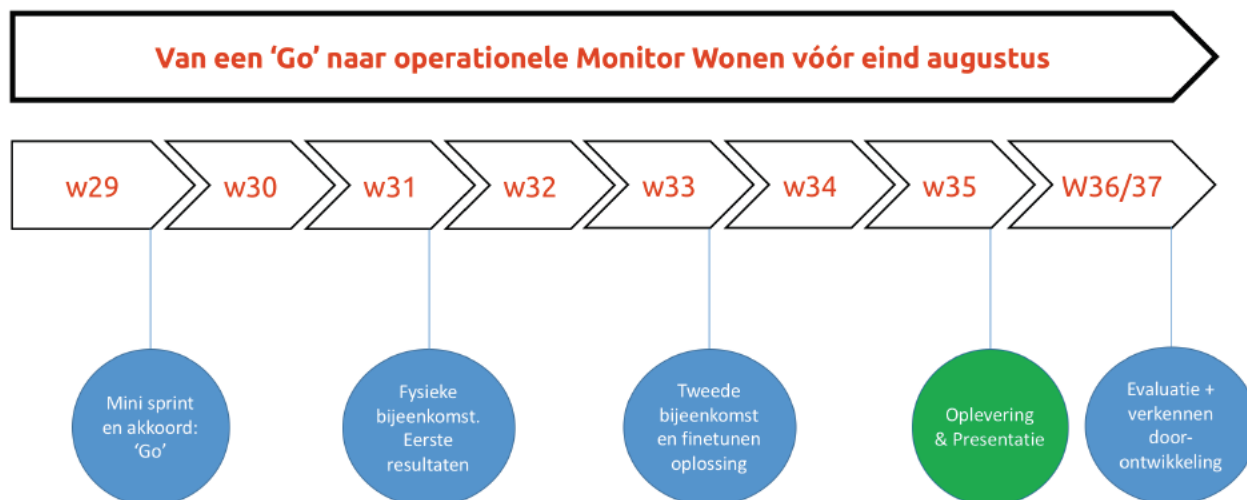 Van een ‘Go’ naar operationele Monitor Wonen vóór eind augustus
w29
w30
w31
w32
w33
w34
w35
W36/37
Mini sprint
en akkoord:
‘Go’
Fysieke
bijeenkomst.
Eerste
resultaten
Tweede
bijeenkomst
en finetunen
oplossing
Oplevering
& Presentatie
Evaluatie +
verkennen
door-
ontwikkeling